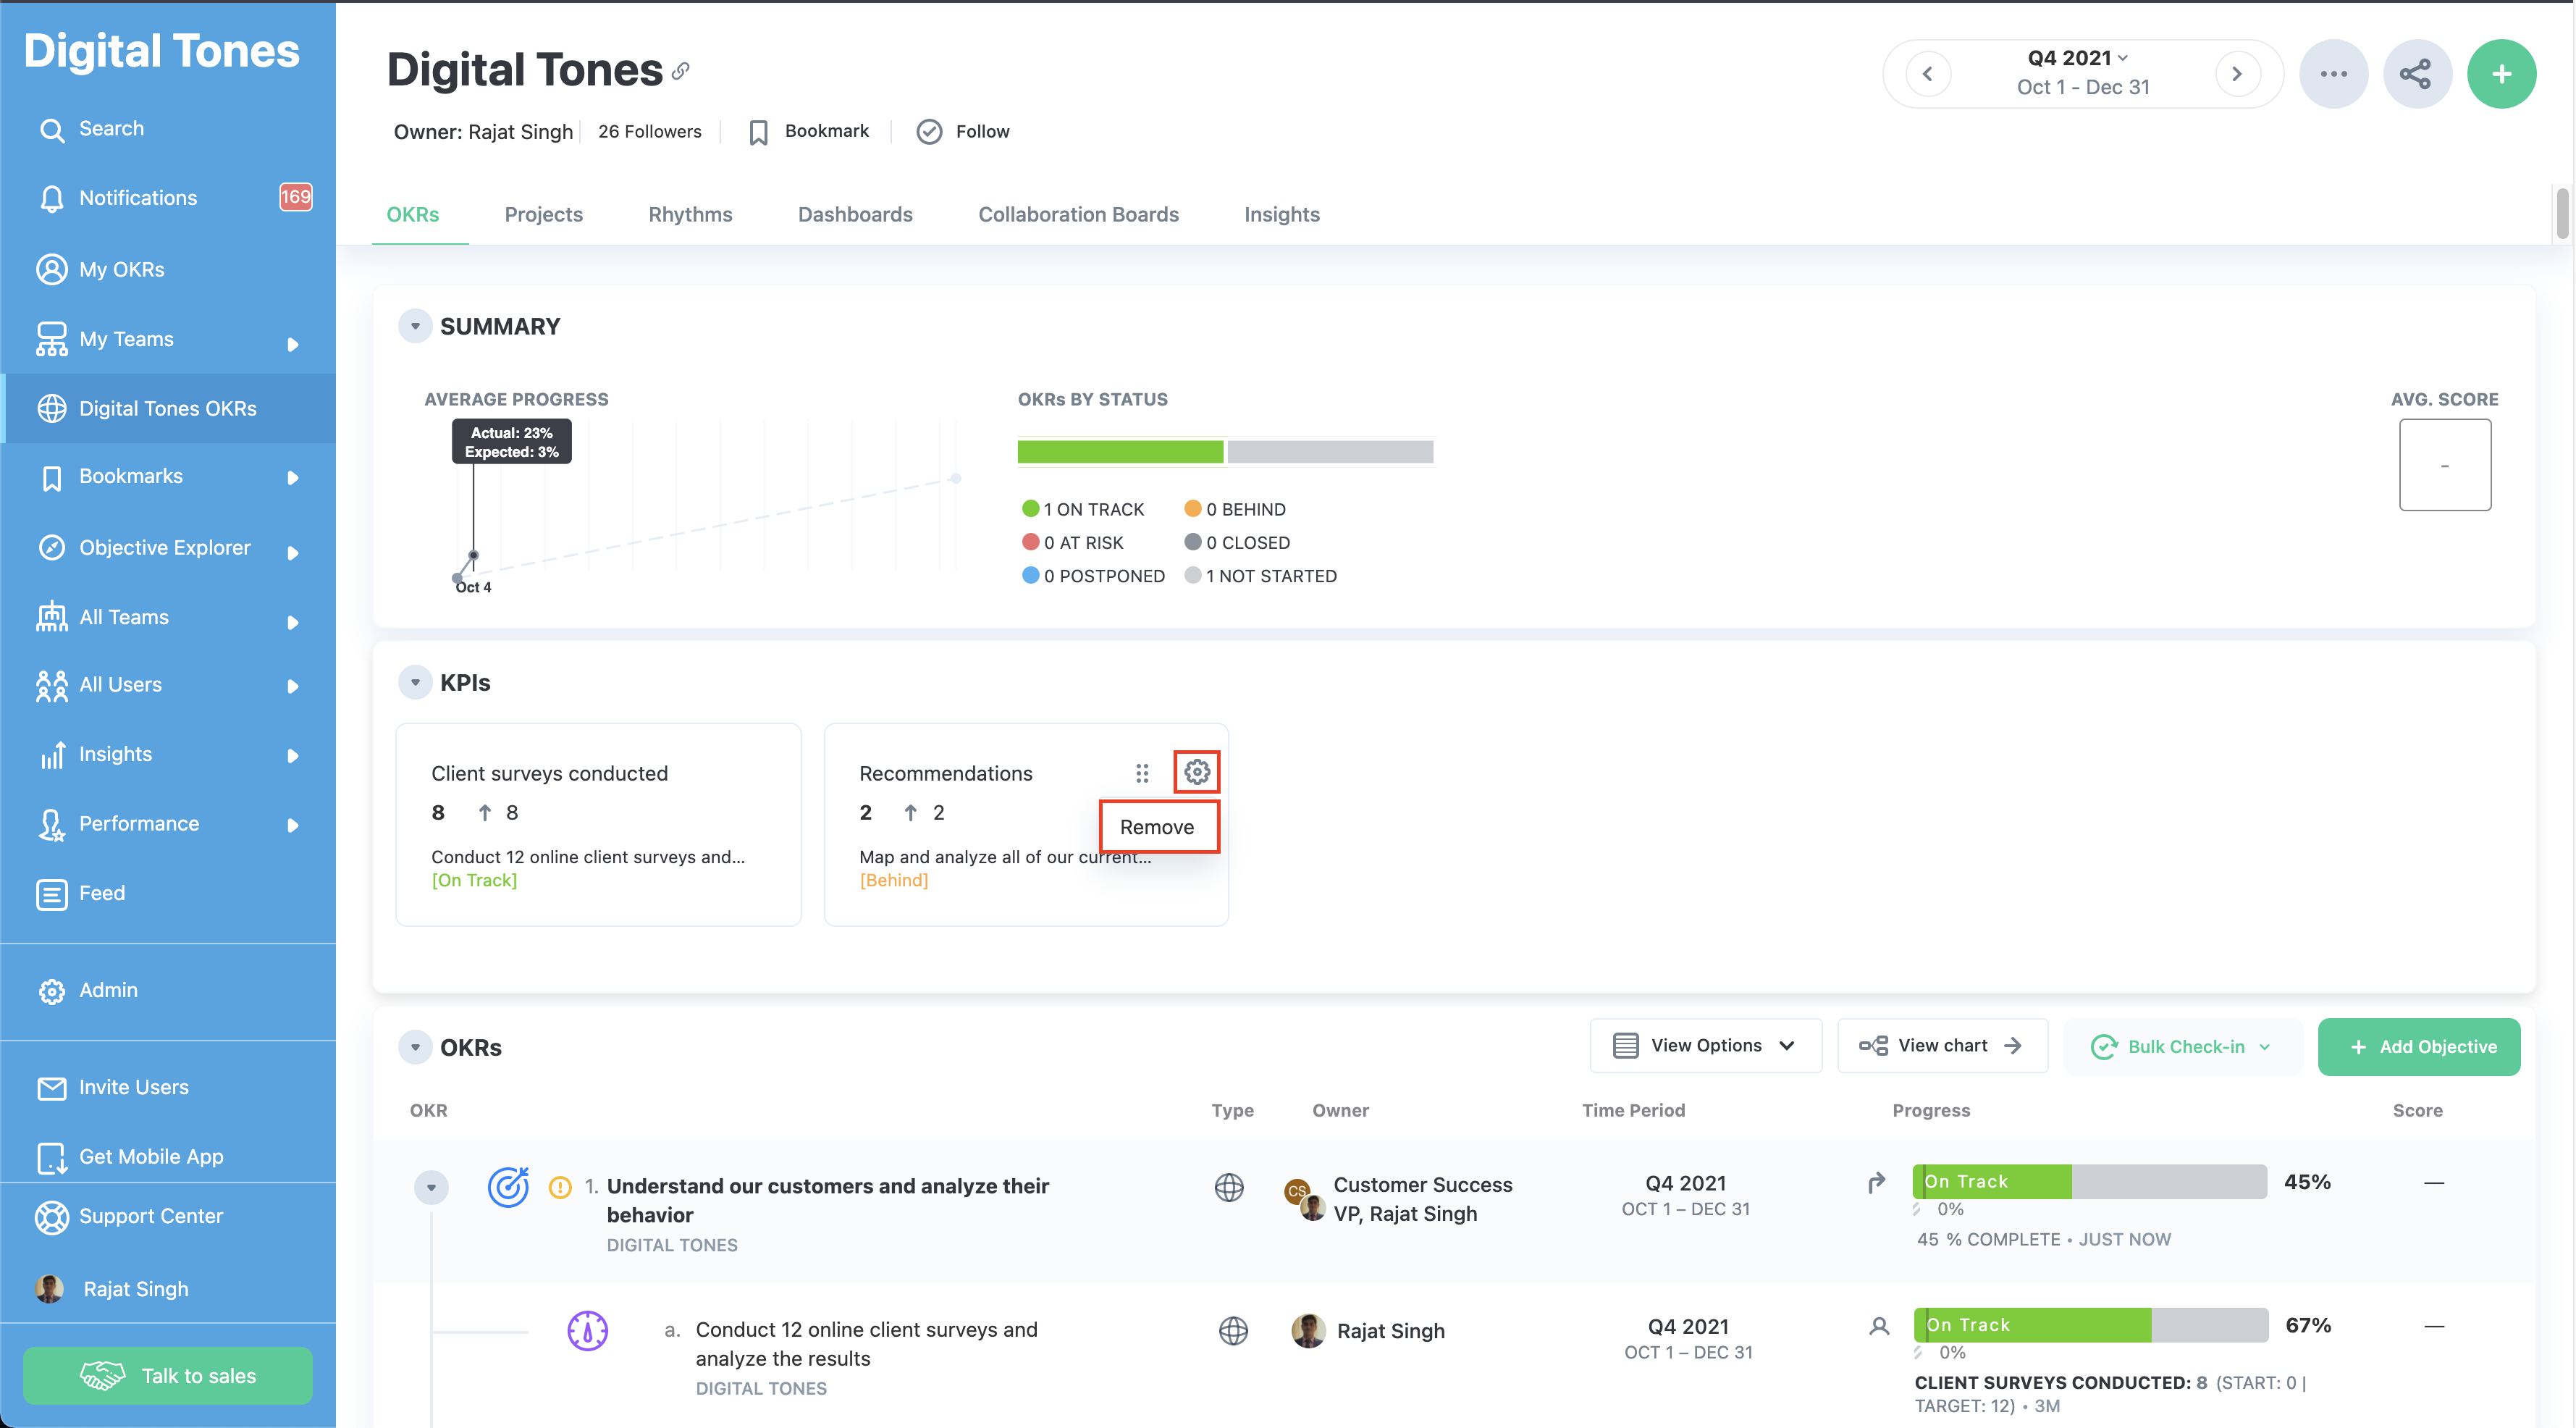 Digital Tones
Search
Notifications
169
My OKRs
My Teams
Digital Tones OKRs
Bookmarks
Objective Explorer
All Teams
All Users
Insights
Performance
Feed
Admin
Invite Users
Get Mobile App
Support Center
Rajat Singh
Talk to sales
Digital Tones
Owner: Rajat Singh
26 Followers
Bookmark
Follow
Q4 2021
Oct 1 - Dec 31
OKRs
Projects
Rhythms
Dashboards
Collaboration Boards
Insights
SUMMARY
AVERAGE PROGRESS
Actual: 23%
Expected: 3%
Oct 4
OKRs BY STATUS
1 ON TRACK
0 BEHIND
0 AT RISK
0 CLOSED
0 POSTPONED
1 NOT STARTED
AVG. SCORE
-
KPIs
Client surveys conducted
8 ↑ 8
Conduct 12 online client surveys and...
[On Track]
Recommendations
2 ↑ 2
Remove
Map and analyze all of our current...
[Behind]
OKRs
View Options
View chart
Bulk Check-in
+ Add Objective
OKR
Type
Owner
Time Period
Progress
Score
1. Understand our customers and analyze their
behavior
DIGITAL TONES
CS
Customer Success
VP, Rajat Singh
Q4 2021
OCT 1 – DEC 31
On Track
45%
—
0%
45 % COMPLETE • JUST NOW
a. Conduct 12 online client surveys and
analyze the results
DIGITAL TONES
Rajat Singh
Q4 2021
OCT 1 – DEC 31
On Track
67%
—
0%
CLIENT SURVEYS CONDUCTED: 8 (START: 0 |
TARGET: 12) • 3M